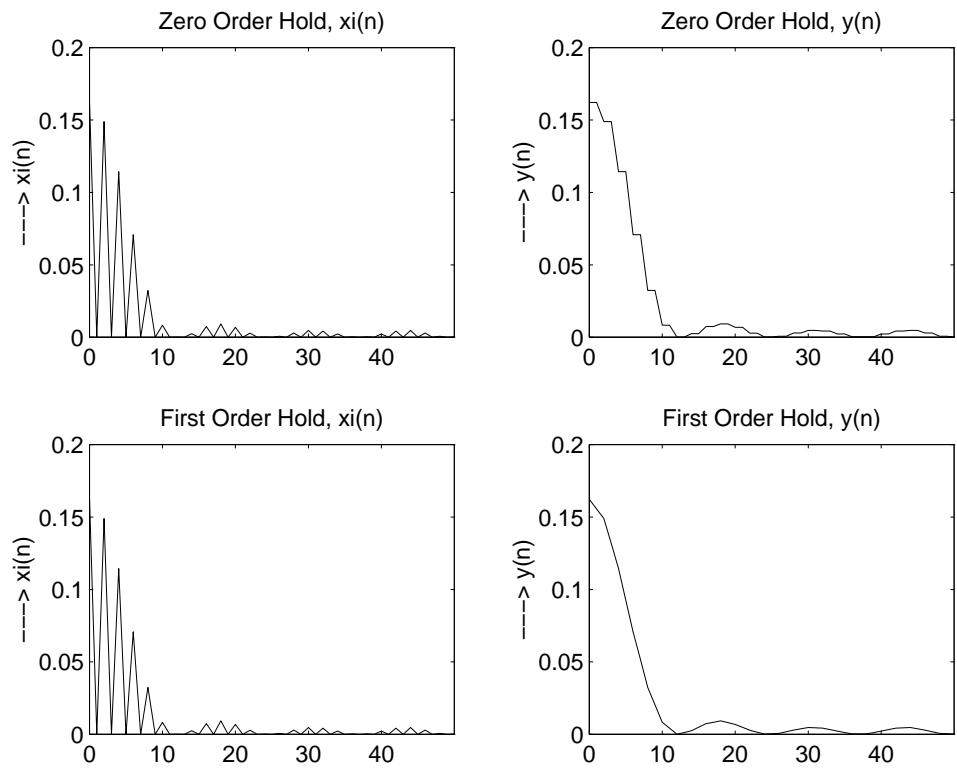 Zero Order Hold, xi(n)
0.2
0.15
0.1
0.05
0
---> xi(n)
0 10 20 30 40
Zero Order Hold, y(n)
0.2
0.15
0.1
0.05
0
---> y(n)
0 10 20 30 40
First Order Hold, xi(n)
0.2
0.15
0.1
0.05
0
---> xi(n)
0 10 20 30 40
First Order Hold, y(n)
0.2
0.15
0.1
0.05
0
---> y(n)
0 10 20 30 40